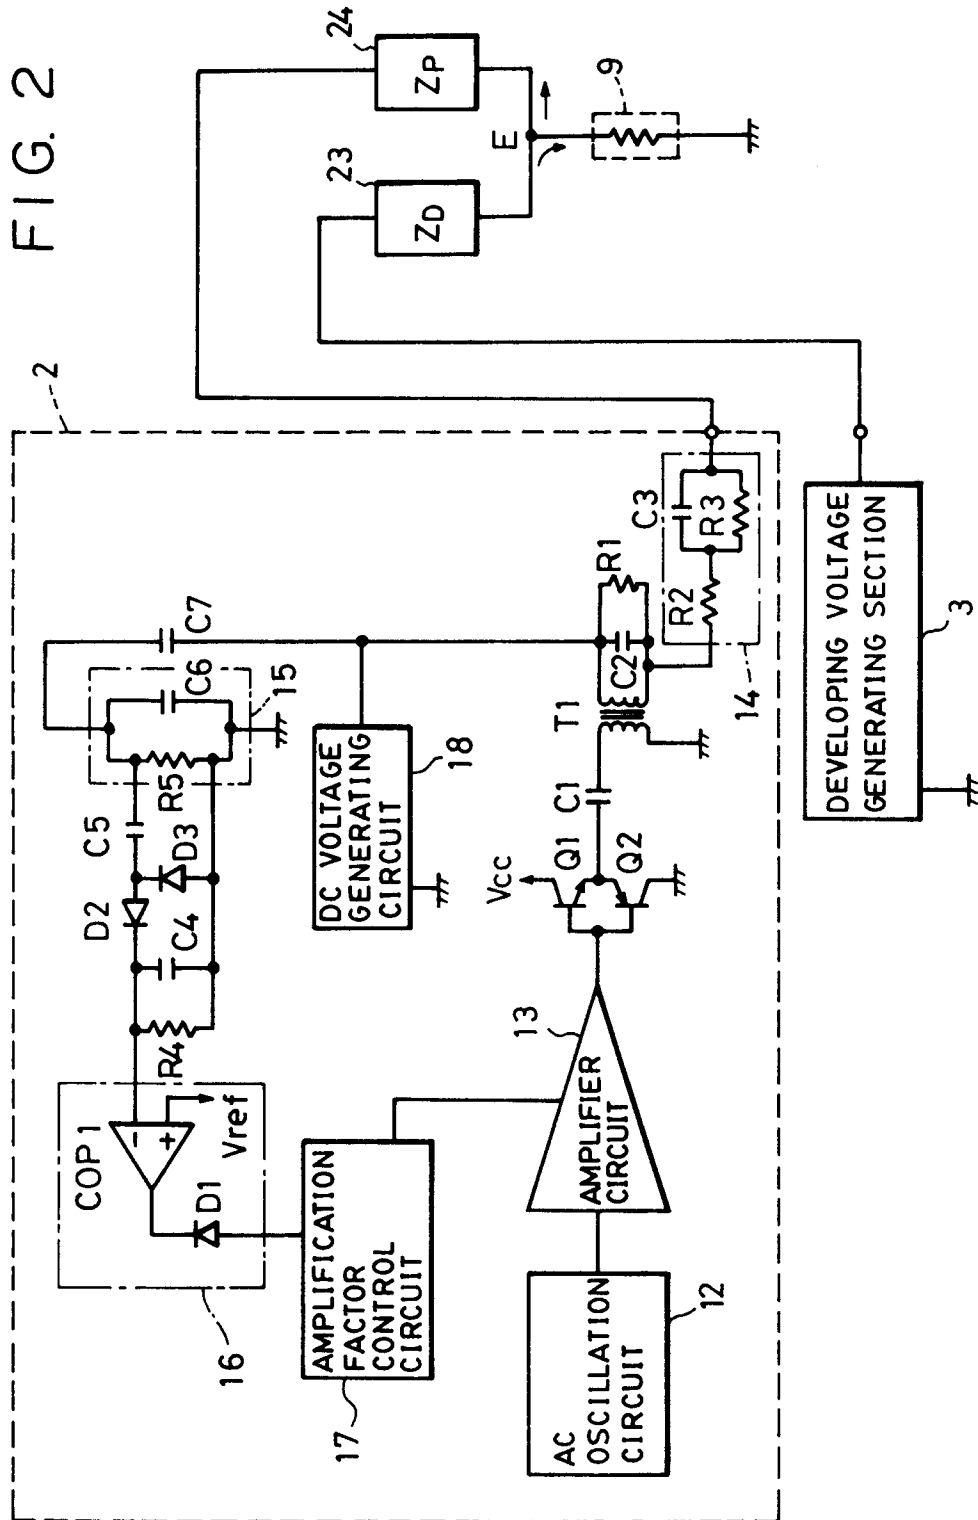 FIG. 2
2
24
ZP
23
ZD
E
9
C7
C6
15
R5
C5
D3
D2
C4
R4
COP1
-
+
Vref
D1
16
DC VOLTAGE
GENERATING
CIRCUIT
18
AMPLIFICATION
FACTOR
CONTROL
CIRCUIT
17
R1
C2
T1
C1
Q1
Q2
Vcc
C3
R3
R2
14
13
AMPLIFIER
CIRCUIT
AC
OSCILLATION
CIRCUIT
12
DEVELOPING VOLTAGE
GENERATING SECTION
3